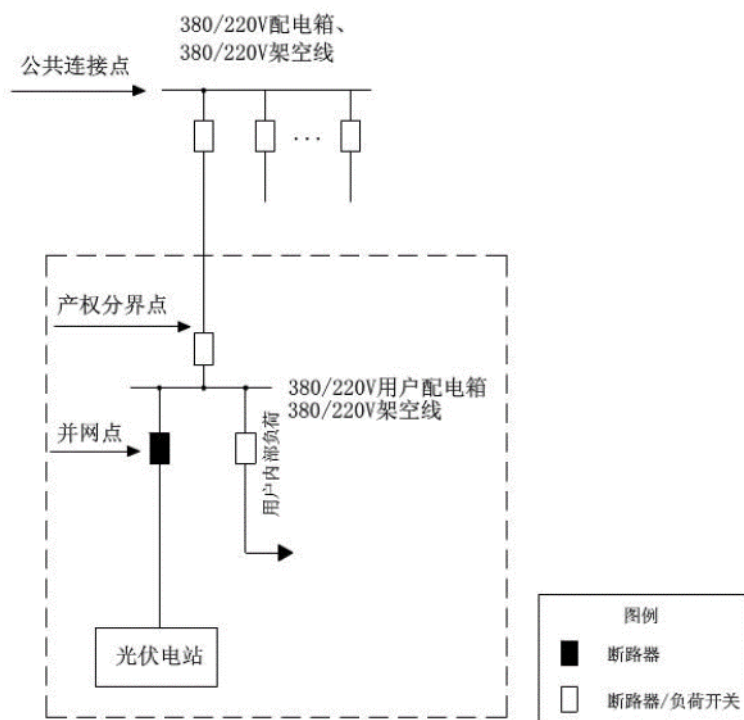 380/220V配电箱、
380/220V架空线
公共连接点
...
产权分界点
380/220V用户配电箱
380/220V架空线
并网点
用户内部负荷
光伏电站
图例
断路器
断路器/负荷开关